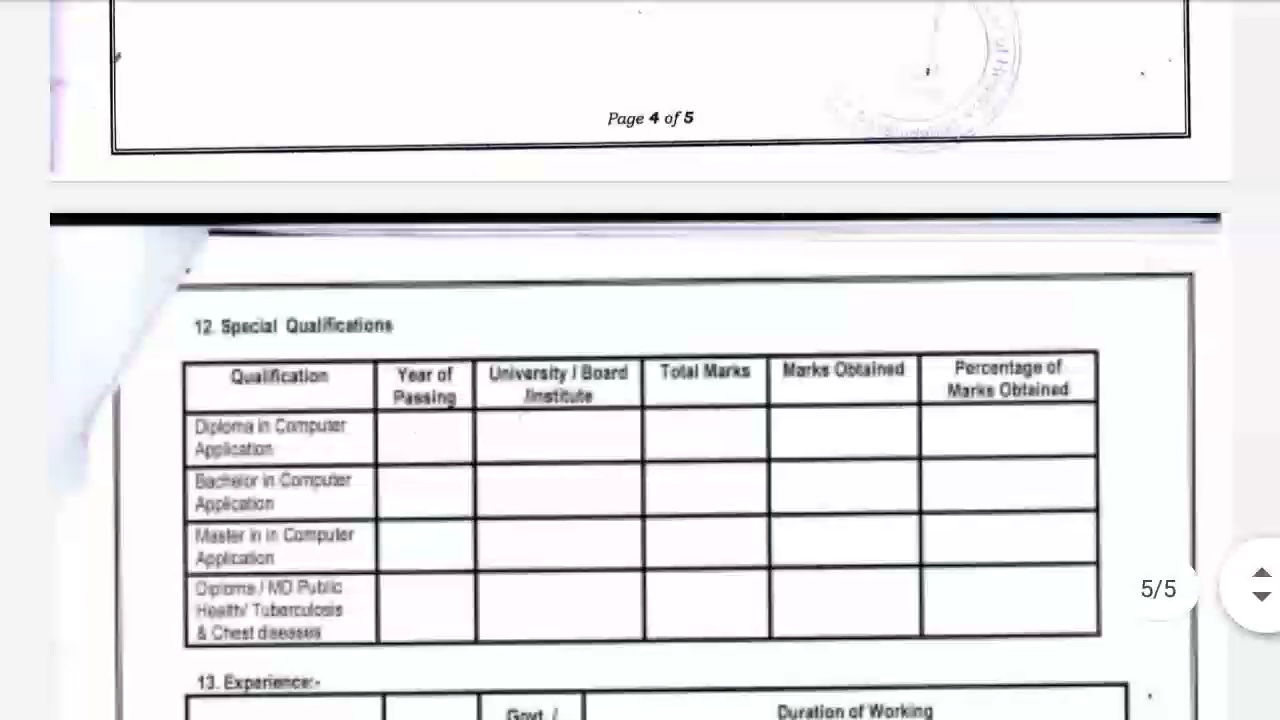 Page 4 of 5
12. Special Qualifications
Qualification
Year of
Passing
University / Board
/Institute
Total Marks
Marks Obtained
Percentage of
Marks Obtained
Diploma in Computer
Application
Bachelor in Computer
Application
Master in in Computer
Application
Diploma / MD Public
Health/ Tuberculosis
& Chest diseases
5/5
13. Experience:-
Govt. /
Duration of Working